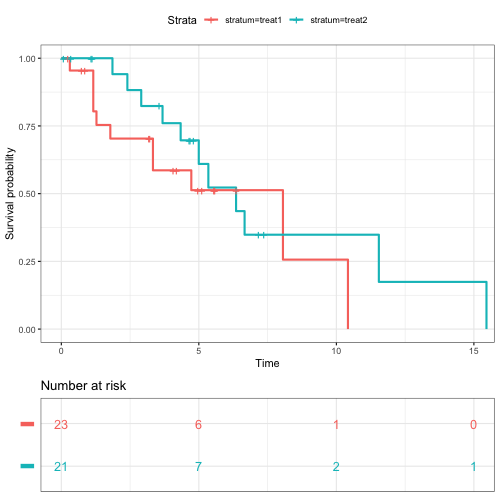 Strata stratum=treat1 stratum=treat2
1.00
0.75
0.50
0.25
0.00
Survival probability
0 5 10 15
Time
Number at risk
23 6 1 0
21 7 2 1